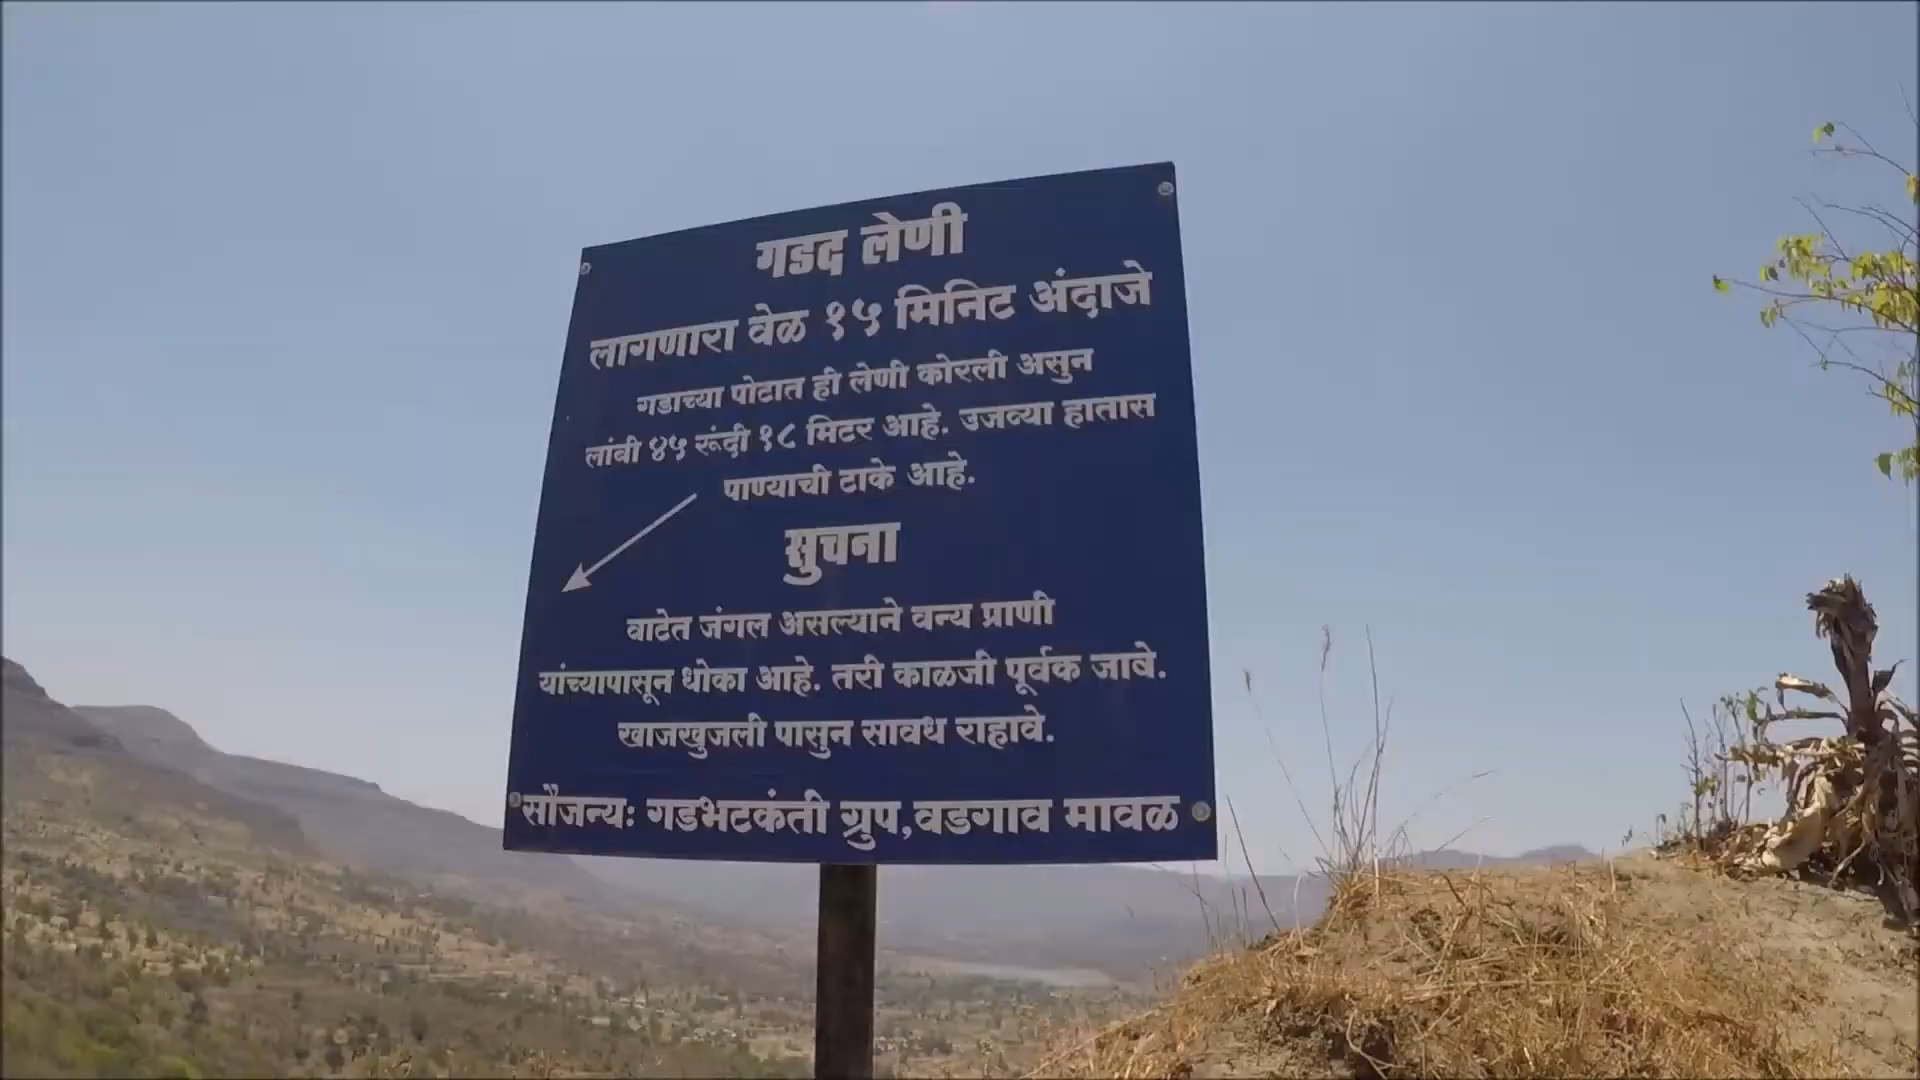 गडद लेणी
लागणारा वेळ १५ मिनिट अंदाजे
गडाच्या पोटात ही लेणी कोरली असुन
लांबी ४५ रूंदी १८ मिटर आहे. उजव्या हातास
पाण्याची टाके आहे.
सुचना
वाटेत जंगल असल्याने वन्य प्राणी
यांच्यापासून धोका आहे. तरी काळजी पूर्वक जावे.
खाजखुजली पासुन सावध राहावे.
सौजन्य: गडभटकंती ग्रुप,वडगाव मावळ